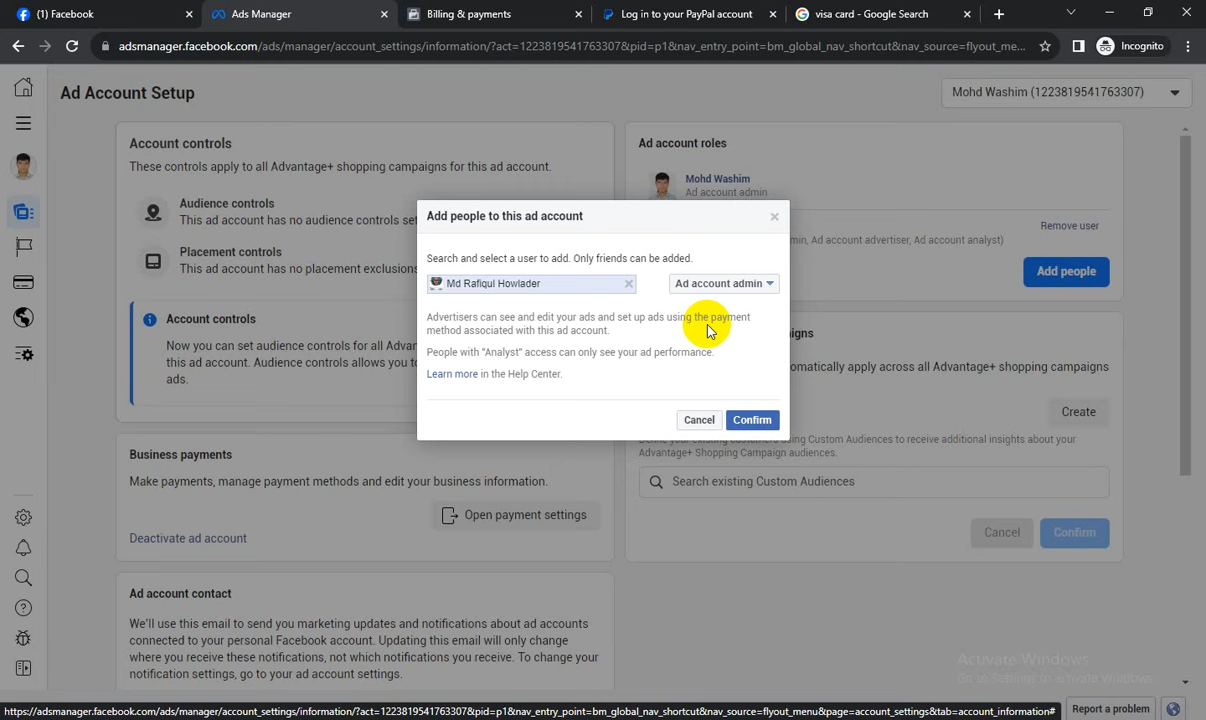 (1) Facebook
Ads Manager
Billing & payments
Log in to your PayPal account
visa card - Google Search
adsmanager.facebook.com/ads/manager/account_settings/information/?act=1223819541763307&pid=p1&nav_entry_point=bm_global_nav_shortcut&nav_source=flyout_me...
Incognito
Ad Account Setup
Mohd Washim (1223819541763307)
Account controls
These controls apply to all Advantage+ shopping campaigns for this ad account.
Audience controls
This ad account has no audience controls set
Placement controls
This ad account has no placement exclusions
Account controls
Now you can set audience controls for all Advan
this ad account. Audience controls allows you t
ads.
Business payments
Make payments, manage payment methods and edit your business information.
Open payment settings
Deactivate ad account
Ad account contact
We'll use this email to send you marketing updates and notifications about ad accounts
connected to your personal Facebook account. Updating this email will only change
where you receive these notifications, not which notifications you receive. To change your
notification settings, go to your ad account settings.
Ad account roles
Mohd Washim
Ad account admin
Remove user
min, Ad account advertiser, Ad account analyst)
Add people
igns
omatically apply across all Advantage+ shopping campaigns
Create
Define your existing customers using Custom Audiences to receive additional insights about your
Advantage+ Shopping Campaign audiences.
Search existing Custom Audiences
Cancel
Confirm
Add people to this ad account
Search and select a user to add. Only friends can be added.
Md Rafiqul Howlader
Ad account admin
Advertisers can see and edit your ads and set up ads using the payment
method associated with this ad account.
People with "Analyst" access can only see your ad performance.
Learn more in the Help Center.
Cancel
Confirm
Activate Windows
Go to Settings to activate Windows.
https://adsmanager.facebook.com/ads/manager/account_settings/information/?act=1223819541763307&pid=p1&nav_entry_point=bm_global_nav_shortcut&nav_source=flyout_menu&page=account_settings&tab=account_information#
Report a problem